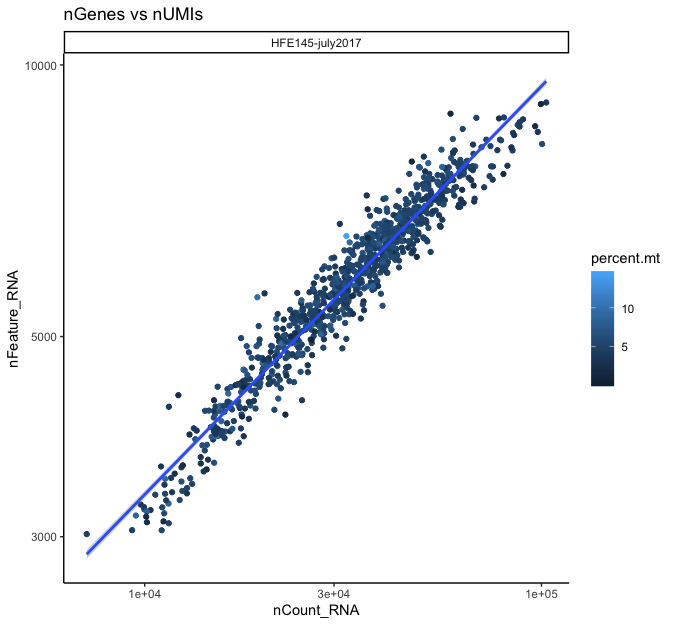 nGenes vs nUMIs
HFE145-july2017
10000
5000
3000
nFeature_RNA
1e+04
3e+04
1e+05
nCount_RNA
percent.mt
10
5